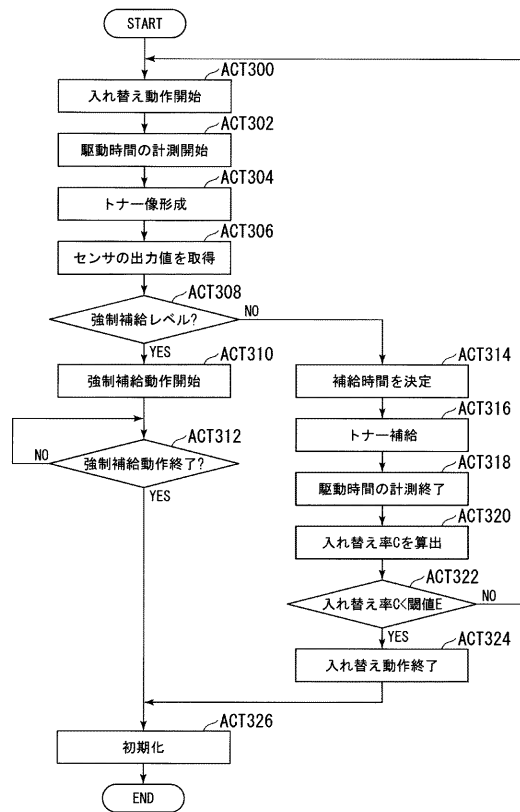 START
ACT300
入れ替え動作開始
ACT302
駆動時間の計測開始
ACT304
トナー像形成
ACT306
センサの出力値を取得
ACT308
強制補給レベル?
NO
YES
ACT310
強制補給動作開始
ACT312
強制補給動作終了?
NO
YES
ACT314
補給時間を決定
ACT316
トナー補給
ACT318
駆動時間の計測終了
ACT320
入れ替え率Cを算出
ACT322
入れ替え率C<閾値E
NO
YES
ACT324
入れ替え動作終了
ACT326
初期化
END